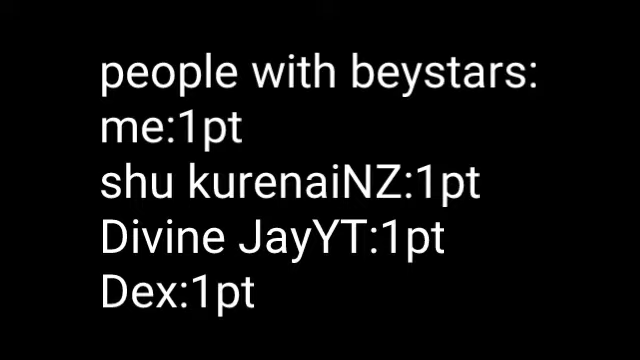 people with beystars:
me:1pt
shu kurenaiNZ:1pt
Divine JayYT:1pt
Dex:1pt